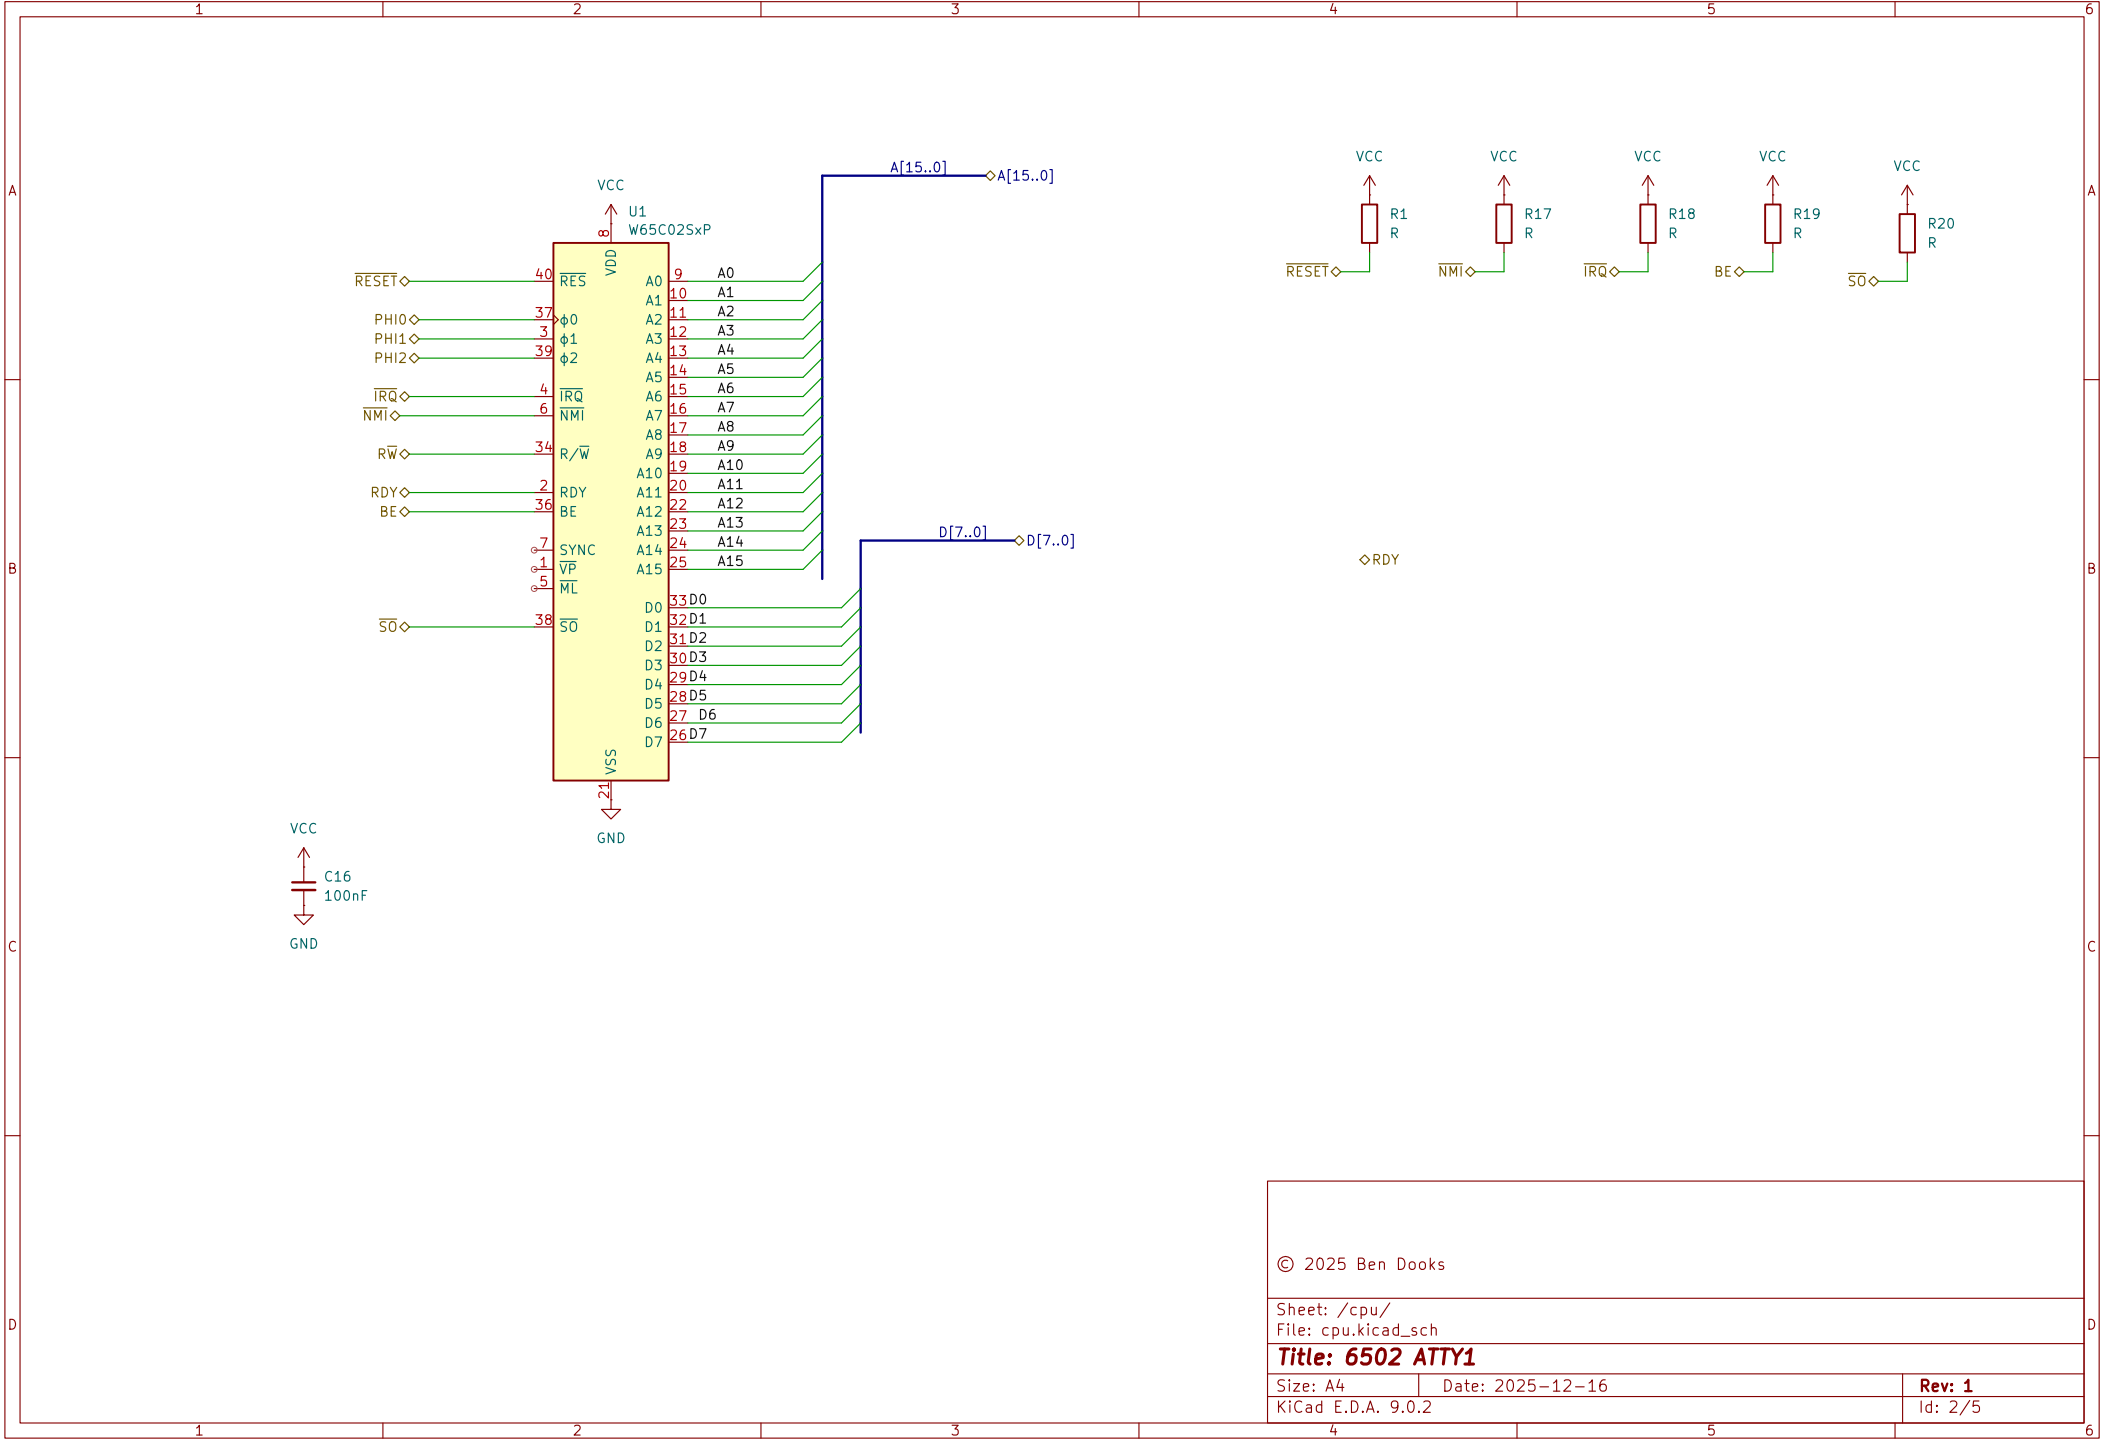 1 2 3 4 5 6
A A
B B
C C
D D
VCC
U1
W65C02SxP
8
VDD
RESET 40 RES
PHI0 37 ϕ0
PHI1 3 ϕ1
PHI2 39 ϕ2
IRQ 4 IRQ
NMI 6 NMI
RW 34 R/W
RDY 2 RDY
BE 36 BE
7 SYNC
1 VP
5 ML
SO 38 SO
A0 9 A0
A1 10 A1
A2 11 A2
A3 12 A3
A4 13 A4
A5 14 A5
A6 15 A6
A7 16 A7
A8 17 A8
A9 18 A9
A10 19 A10
A11 20 A11
A12 22 A12
A13 23 A13
A14 24 A14
A15 25 A15
D0 33 D0
D1 32 D1
D2 31 D2
D3 30 D3
D4 29 D4
D5 28 D5
D6 27 D6
D7 26 D7
VSS
21
GND
A[15..0] A[15..0]
D[7..0] D[7..0]
VCC
C16
100nF
GND
VCC
R1
R
RESET
VCC
R17
R
NMI
VCC
R18
R
IRQ
VCC
R19
R
BE
VCC
R20
R
SO
RDY
© 2025 Ben Dooks
Sheet: /cpu/
File: cpu.kicad_sch
Title: 6502 ATTY1
Size: A4 Date: 2025-12-16 Rev: 1
KiCad E.D.A. 9.0.2 Id: 2/5
1 2 3 4 5 6